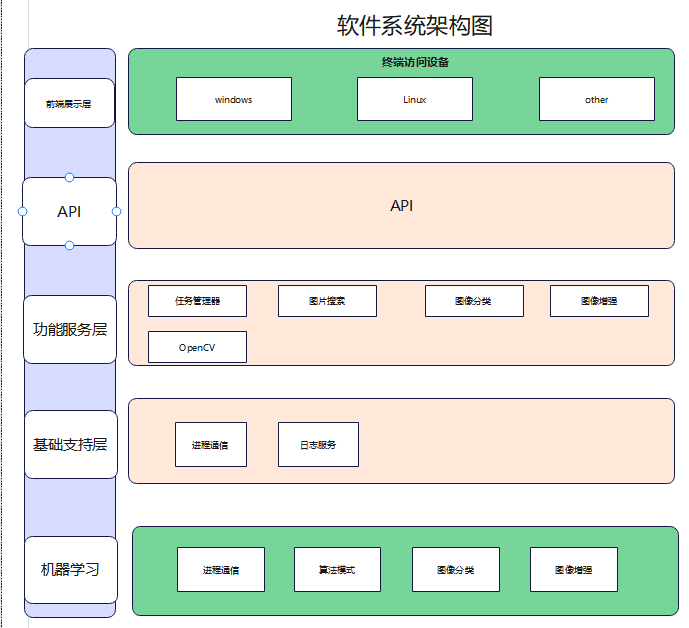 软件系统架构图
终端访问设备
前端展示层
windows
Linux
other
API
API
功能服务层
任务管理器
图片搜索
图像分类
图像增强
OpenCV
基础支持层
进程通信
日志服务
机器学习
进程通信
算法模式
图像分类
图像增强